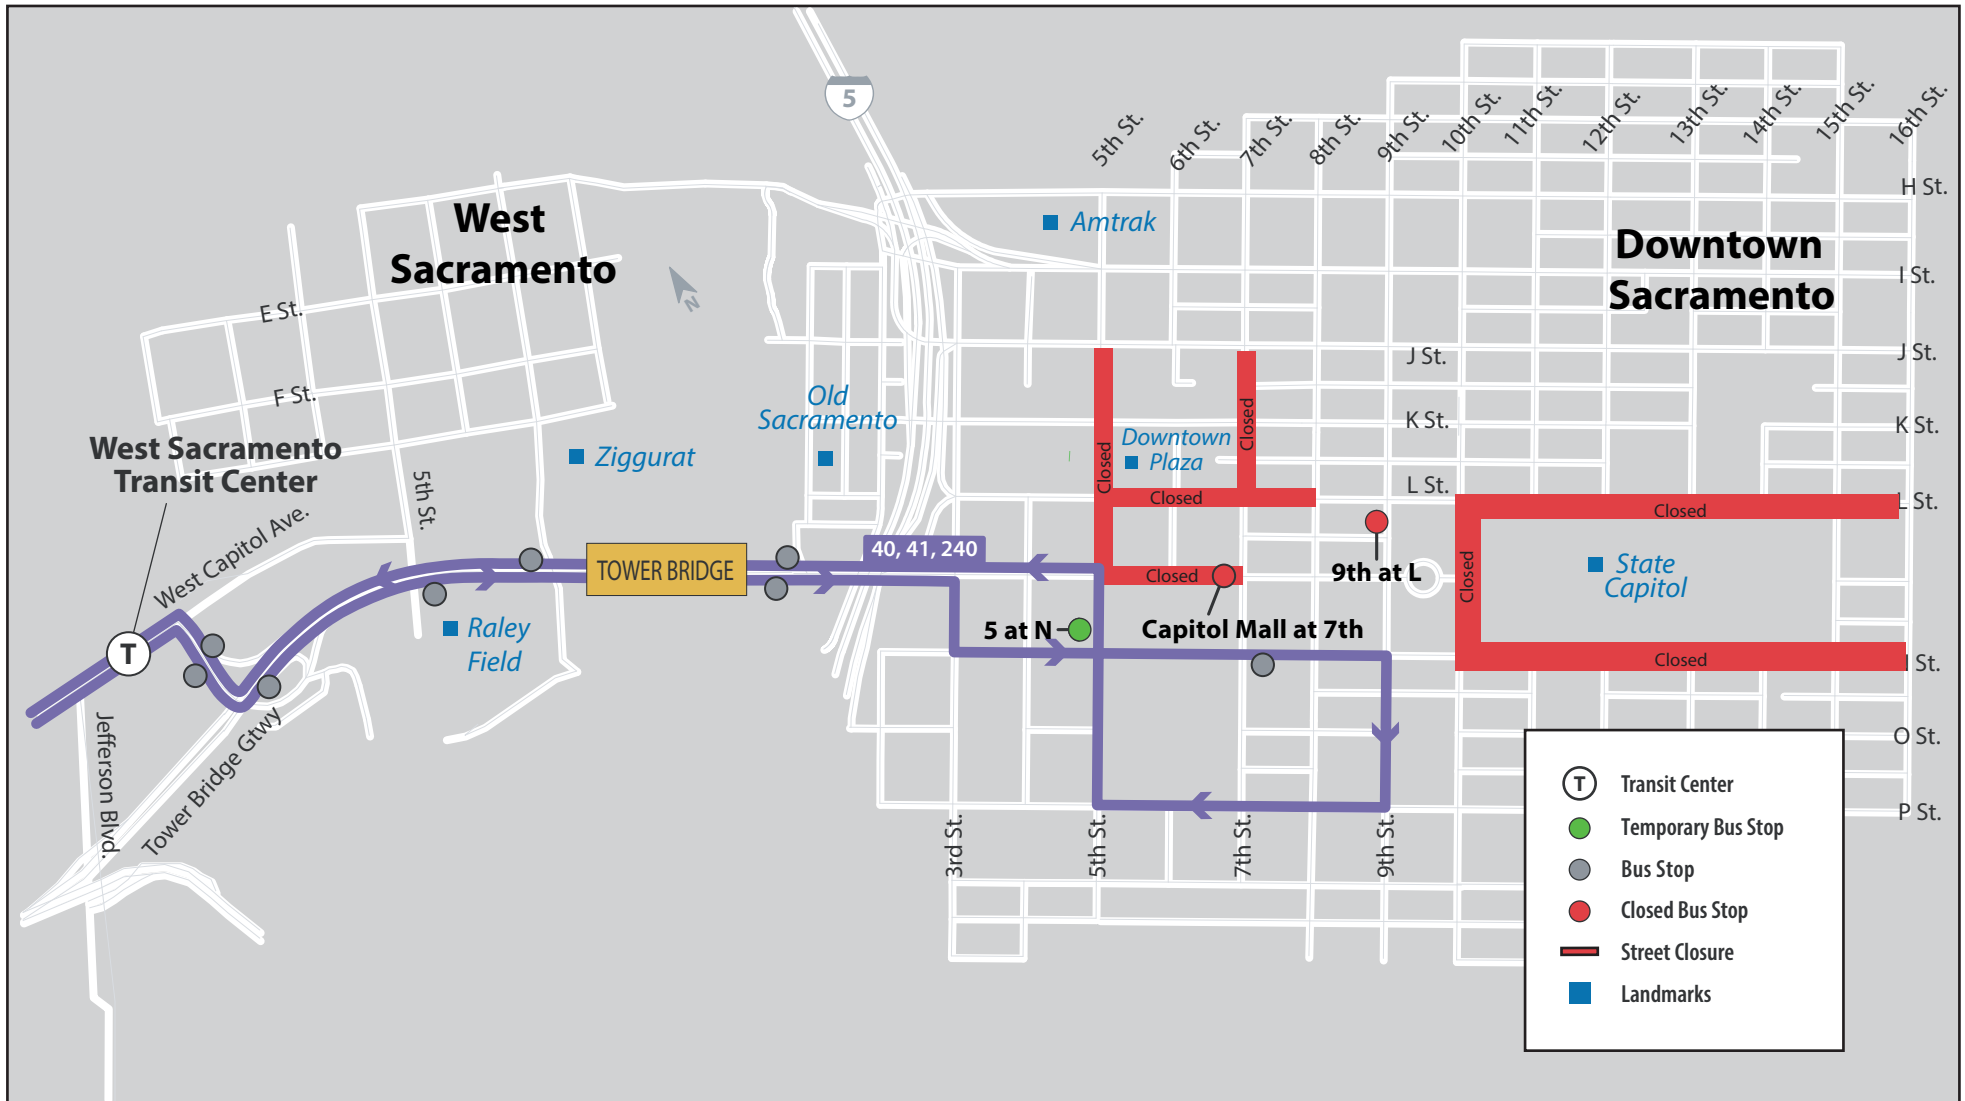 5
5th St.
6th St.
7th St.
8th St.
9th St.
10th St.
11th St.
12th St.
13th St.
14th St.
15th St.
16th St.
H St.
West
Sacramento
Amtrak
Downtown
Sacramento
I St.
N
E St.
F St.
J St.
J St.
Old
Sacramento
K St.
K St.
Downtown
Plaza
Closed
Closed
West Sacramento
Transit Center
Ziggurat
5th St.
L St.
L St.
Closed
Closed
West Capitol Ave.
40, 41, 240
TOWER BRIDGE
Closed
9th at L
Closed
State
Capitol
T
Raley
Field
5 at N
Capitol Mall at 7th
Closed
I St.
Jefferson Blvd.
Tower Bridge Gtwy
O St.
P St.
3rd St.
5th St.
7th St.
9th St.
T
Transit Center
Temporary Bus Stop
Bus Stop
Closed Bus Stop
Street Closure
Landmarks